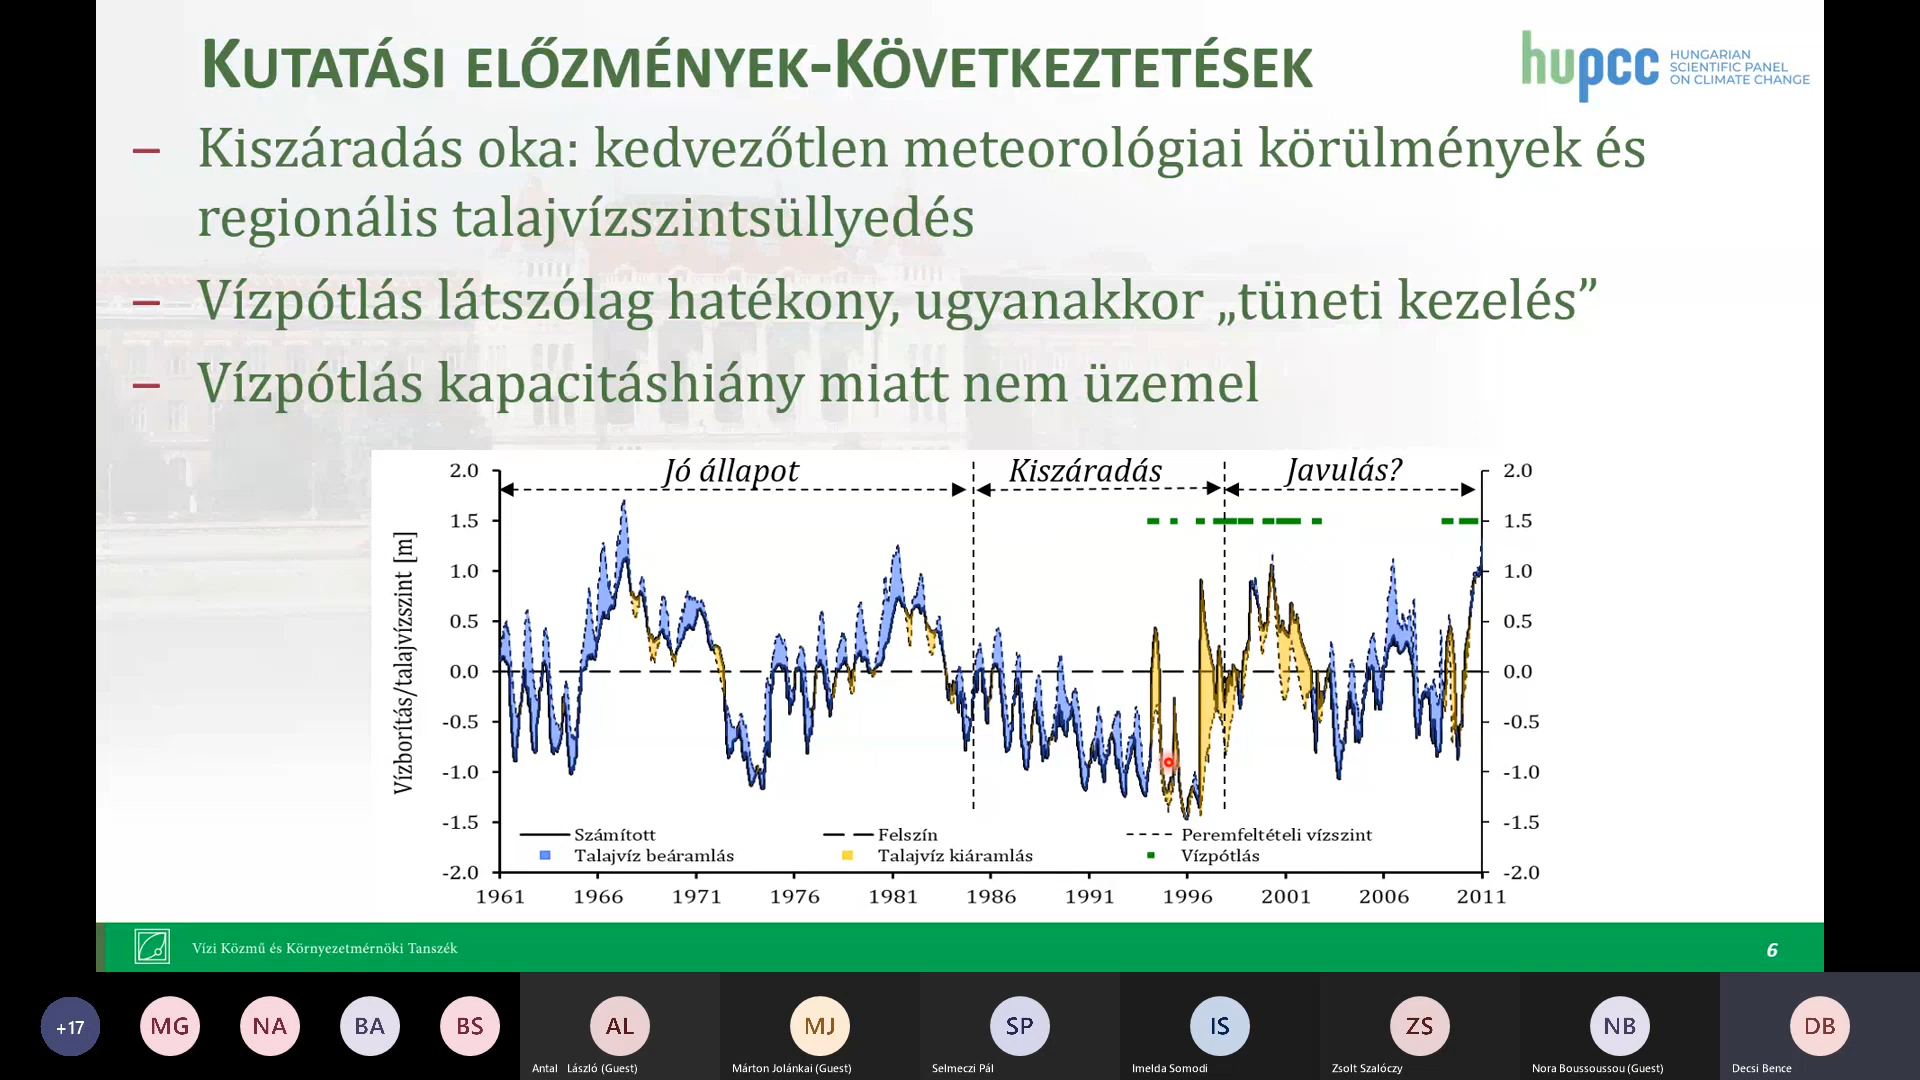 KUTATÁSI ELŐZMÉNYEK-KÖVETKEZTETÉSEK
hupcc HUNGARIAN
SCIENTIFIC PANEL
ON CLIMATE CHANGE
– Kiszáradás oka: kedvezőtlen meteorológiai körülmények és
regionális talajvízszintsüllyedés
– Vízpótlás látszólag hatékony, ugyanakkor „tüneti kezelés”
– Vízpótlás kapacitáshiány miatt nem üzemel
Jó állapot Kiszáradás Javulás?
Vízborítás/talajvízszint [m]
2.0 2.0
1.5 1.5
1.0 1.0
0.5 0.5
0.0 0.0
-0.5 -0.5
-1.0 -1.0
-1.5 -1.5
-2.0 -2.0
Számított Felszín Peremfeltételi vízszint
Talajvíz beáramlás Talajvíz kiáramlás Vízpótlás
1961 1966 1971 1976 1981 1986 1991 1996 2001 2006 2011
Vízi Közmű és Környezetmérnöki Tanszék 6
+17 MG NA BA BS AL MJ SP IS ZS NB DB
Antal László (Guest) Márton Jolánkai (Guest) Selmeczi Pál Imelda Somodi Zsolt Szalóczy Nora Boussoussou (Guest) Decsi Bence